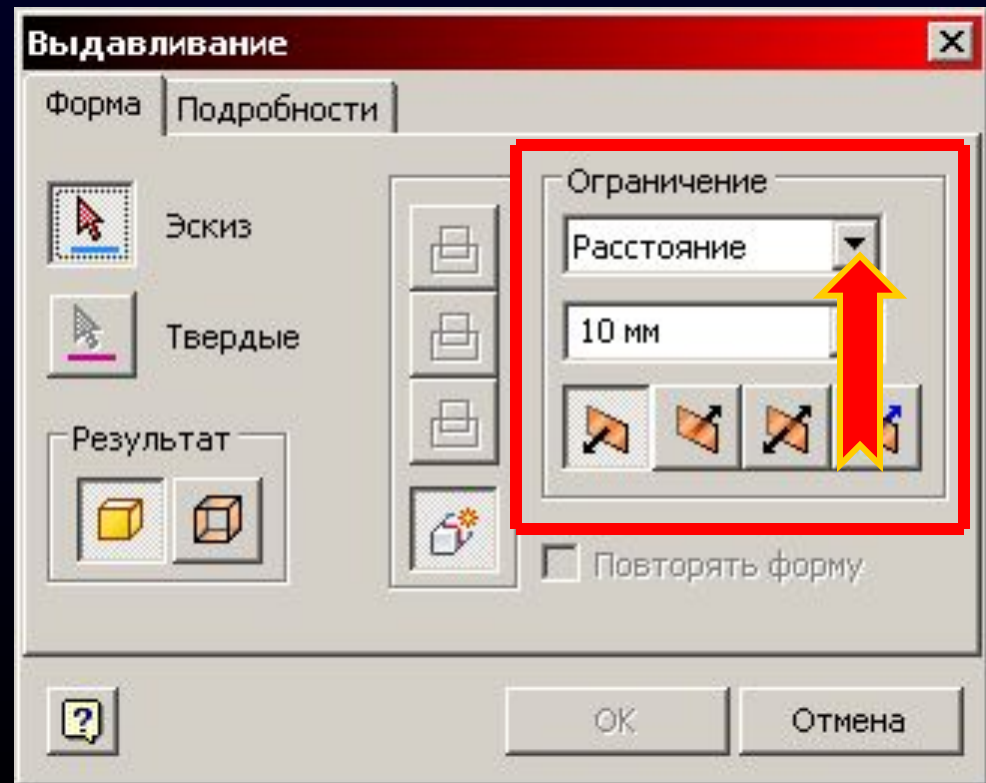 Выдавливание
Форма
Подробности
Эскиз
Твердые
Результат
Ограничение
Расстояние
10 мм
Повторять форму
?
OK
Отмена